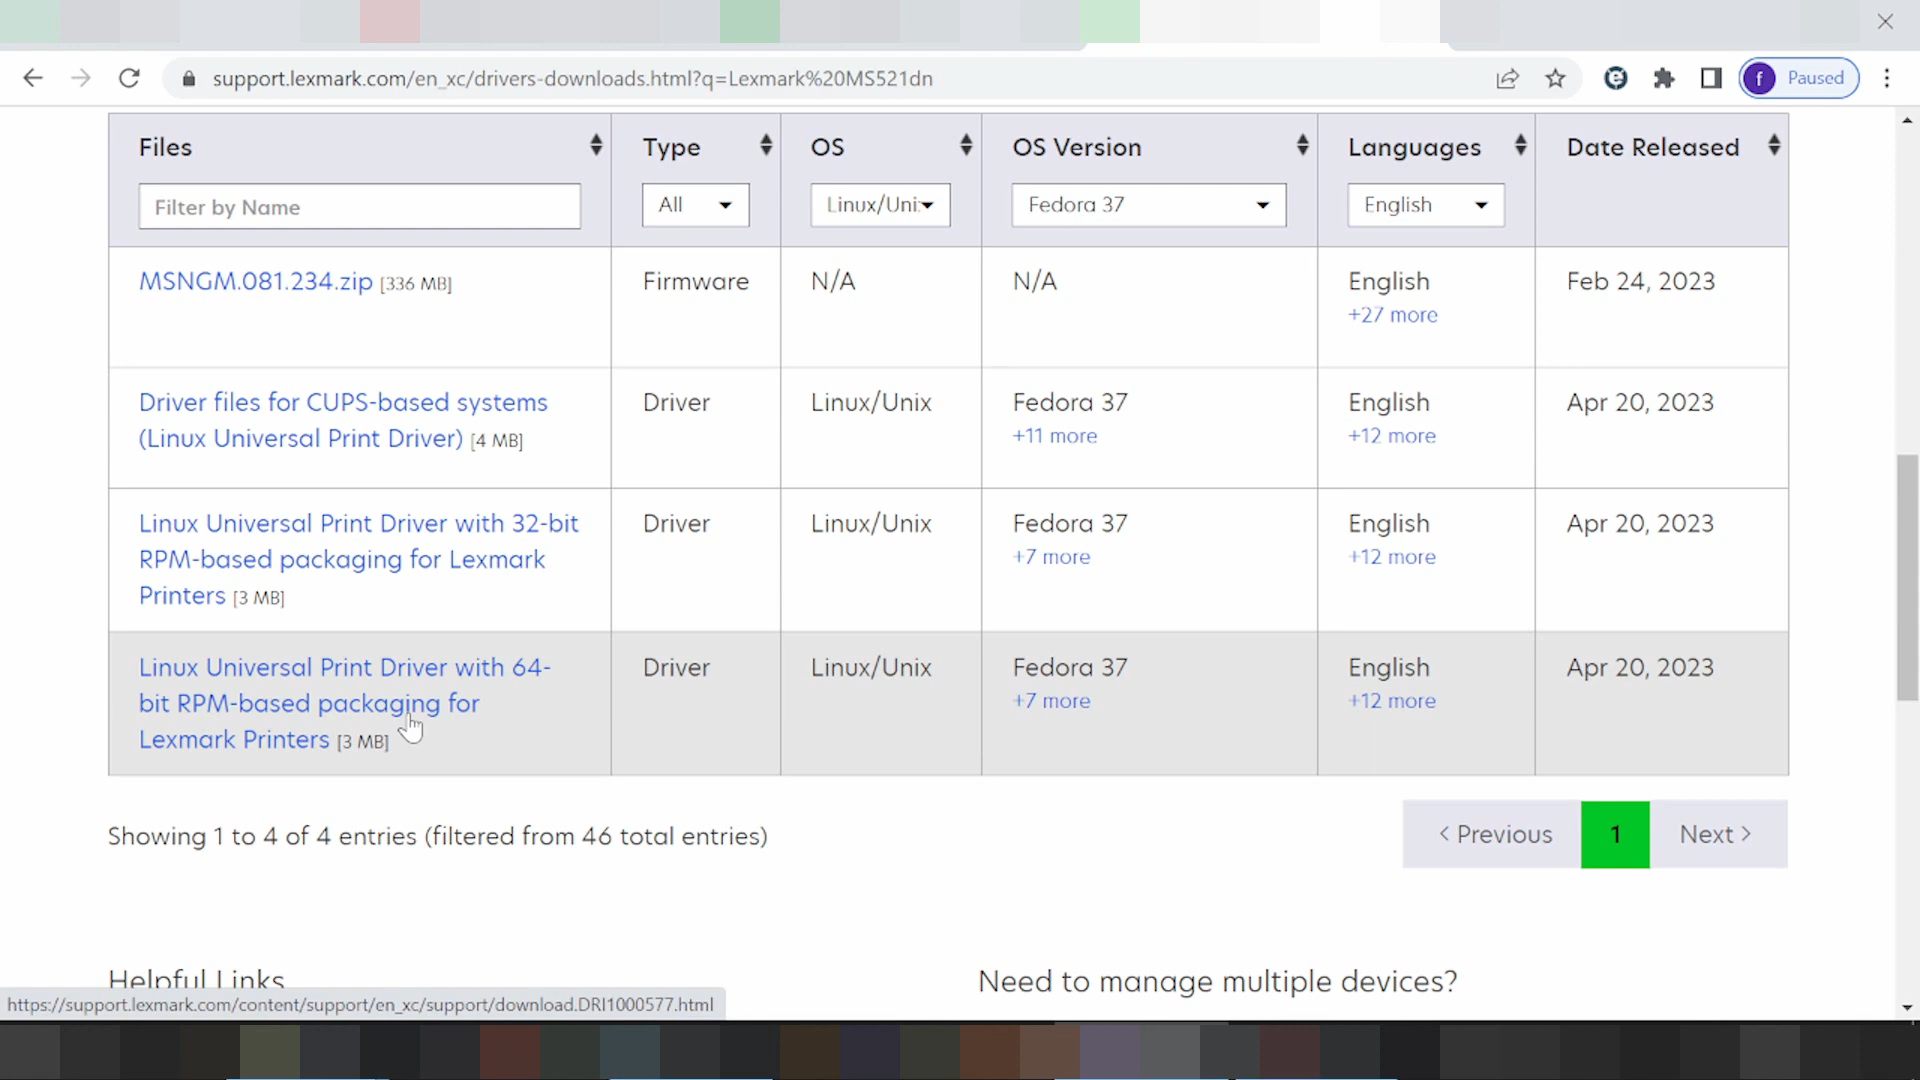 support.lexmark.com/en_xc/drivers-downloads.html?q=Lexmark%20MS521dn
f Paused
Files Type OS OS Version Languages Date Released
Filter by Name All Linux/Uni: Fedora 37 English
MSNGM.081.234.zip [336 MB] Firmware N/A N/A English Feb 24, 2023
+27 more
Driver files for CUPS-based systems Driver Linux/Unix Fedora 37 English Apr 20, 2023
(Linux Universal Print Driver) [4 MB] +11 more +12 more
Linux Universal Print Driver with 32-bit Driver Linux/Unix Fedora 37 English Apr 20, 2023
RPM-based packaging for Lexmark +7 more +12 more
Printers [3 MB]
Linux Universal Print Driver with 64- Driver Linux/Unix Fedora 37 English Apr 20, 2023
bit RPM-based packaging for +7 more +12 more
Lexmark Printers [3 MB]
Showing 1 to 4 of 4 entries (filtered from 46 total entries) < Previous 1 Next >
Helpful Links Need to manage multiple devices?
https://support.lexmark.com/content/support/en_xc/support/download.DRI1000577.html